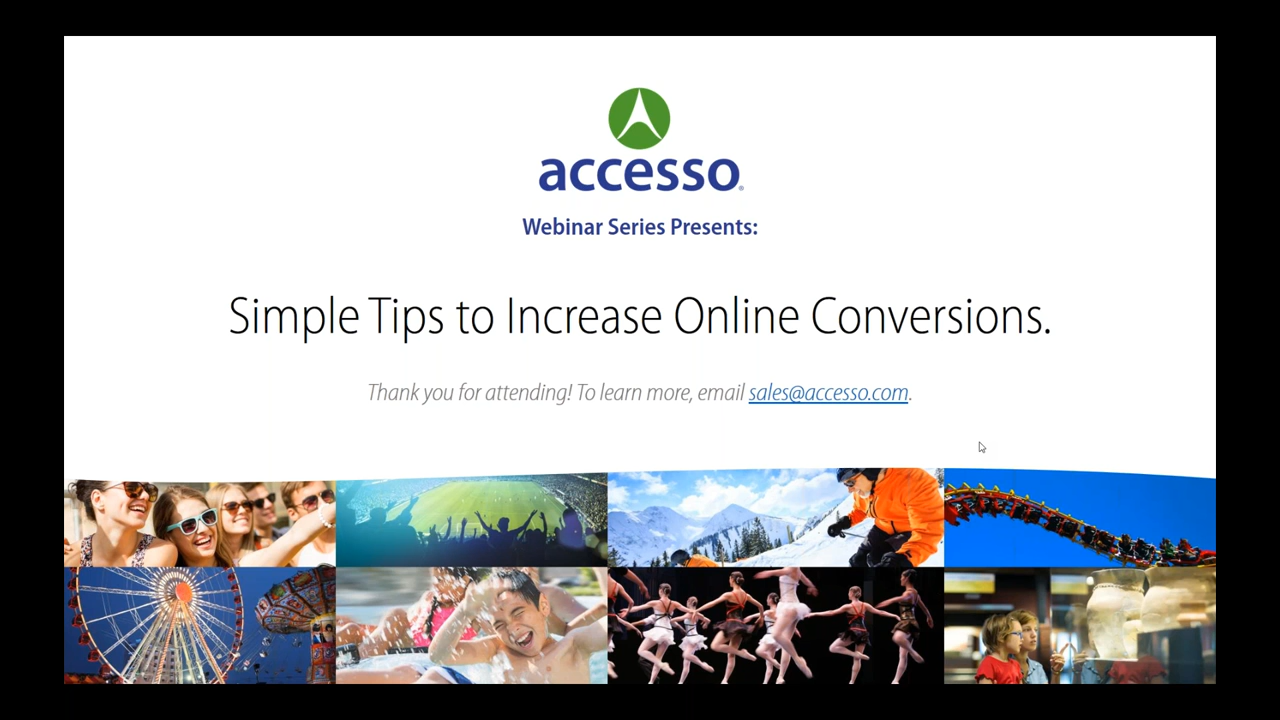 accesso
Webinar Series Presents:
Simple Tips to Increase Online Conversions.
Thank you for attending! To learn more, email sales@accesso.com.